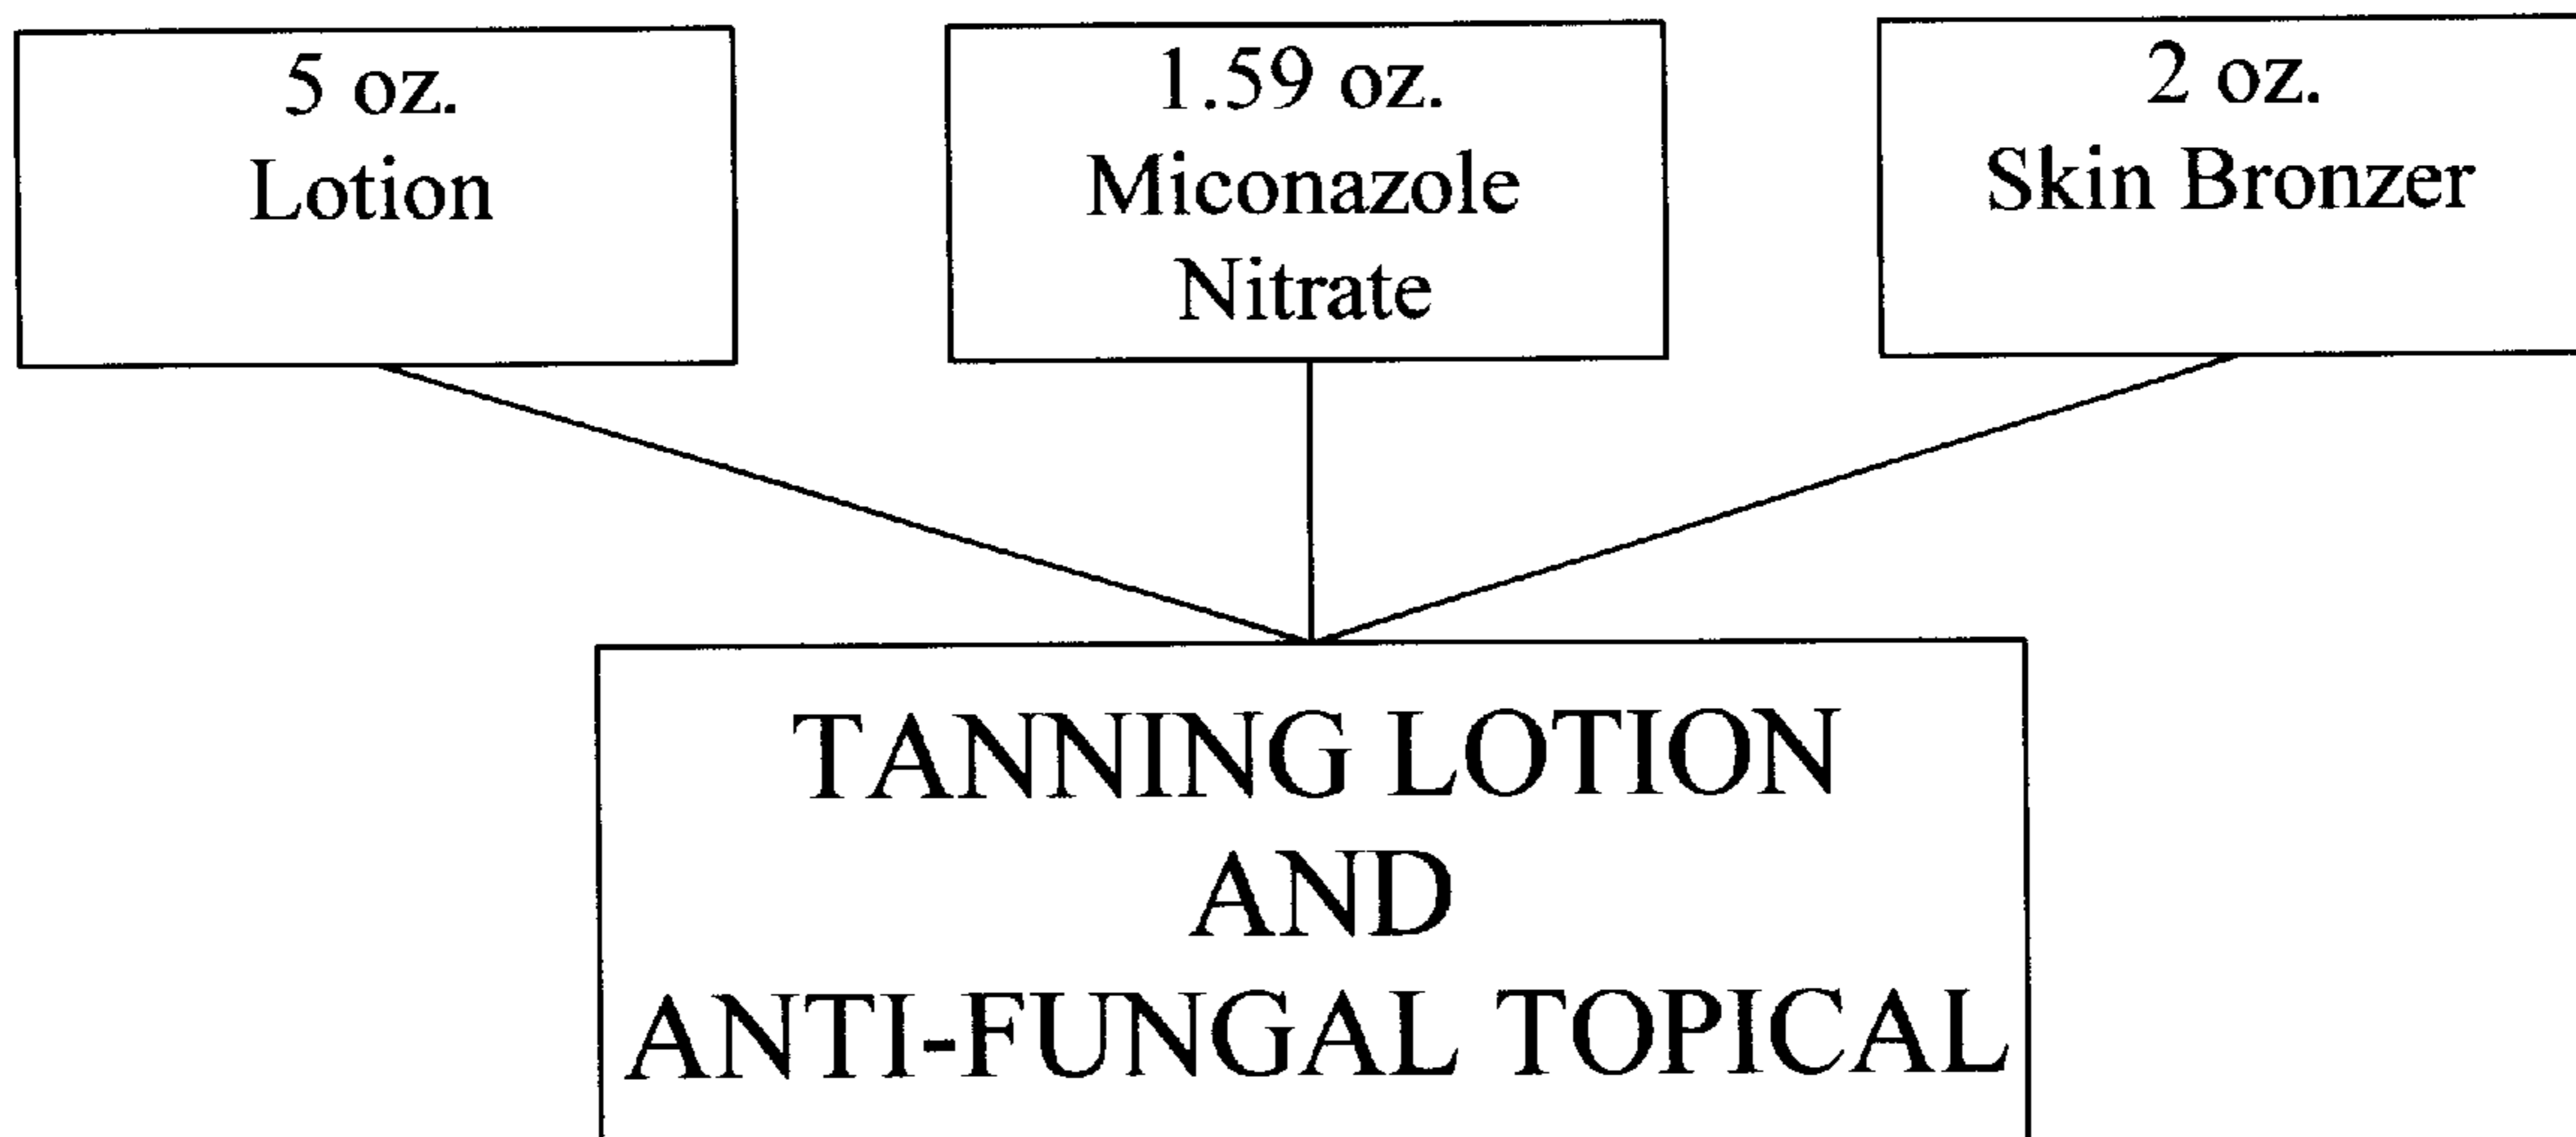 5 oz.
Lotion
1.59 oz.
Miconazole
Nitrate
2 oz.
Skin Bronzer
TANNING LOTION
AND
ANTI-FUNGAL TOPICAL